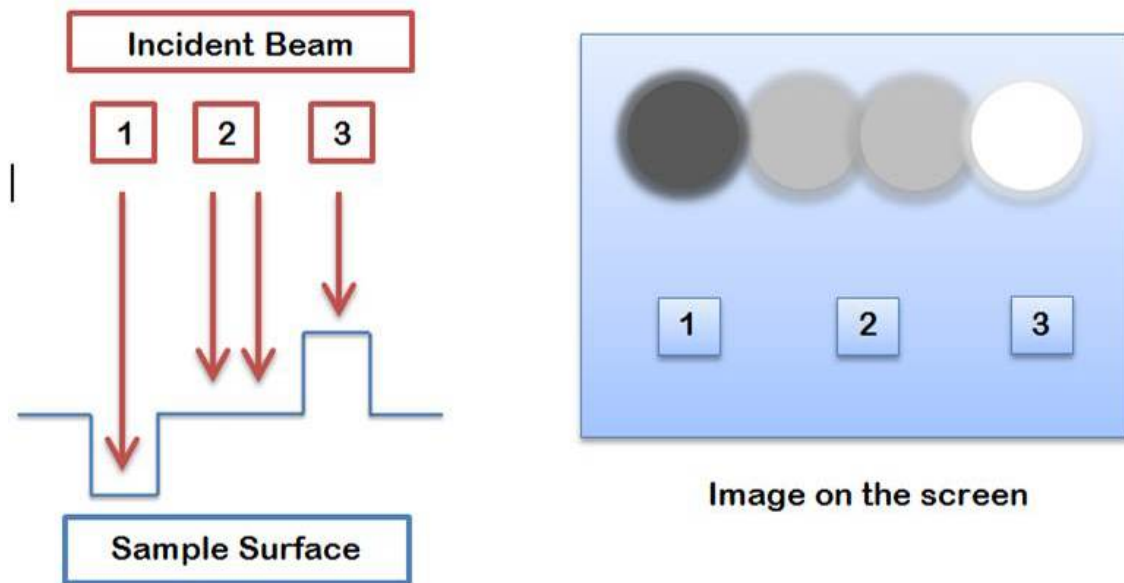 Incident Beam
1 2 3
Sample Surface
1 2 3
Image on the screen